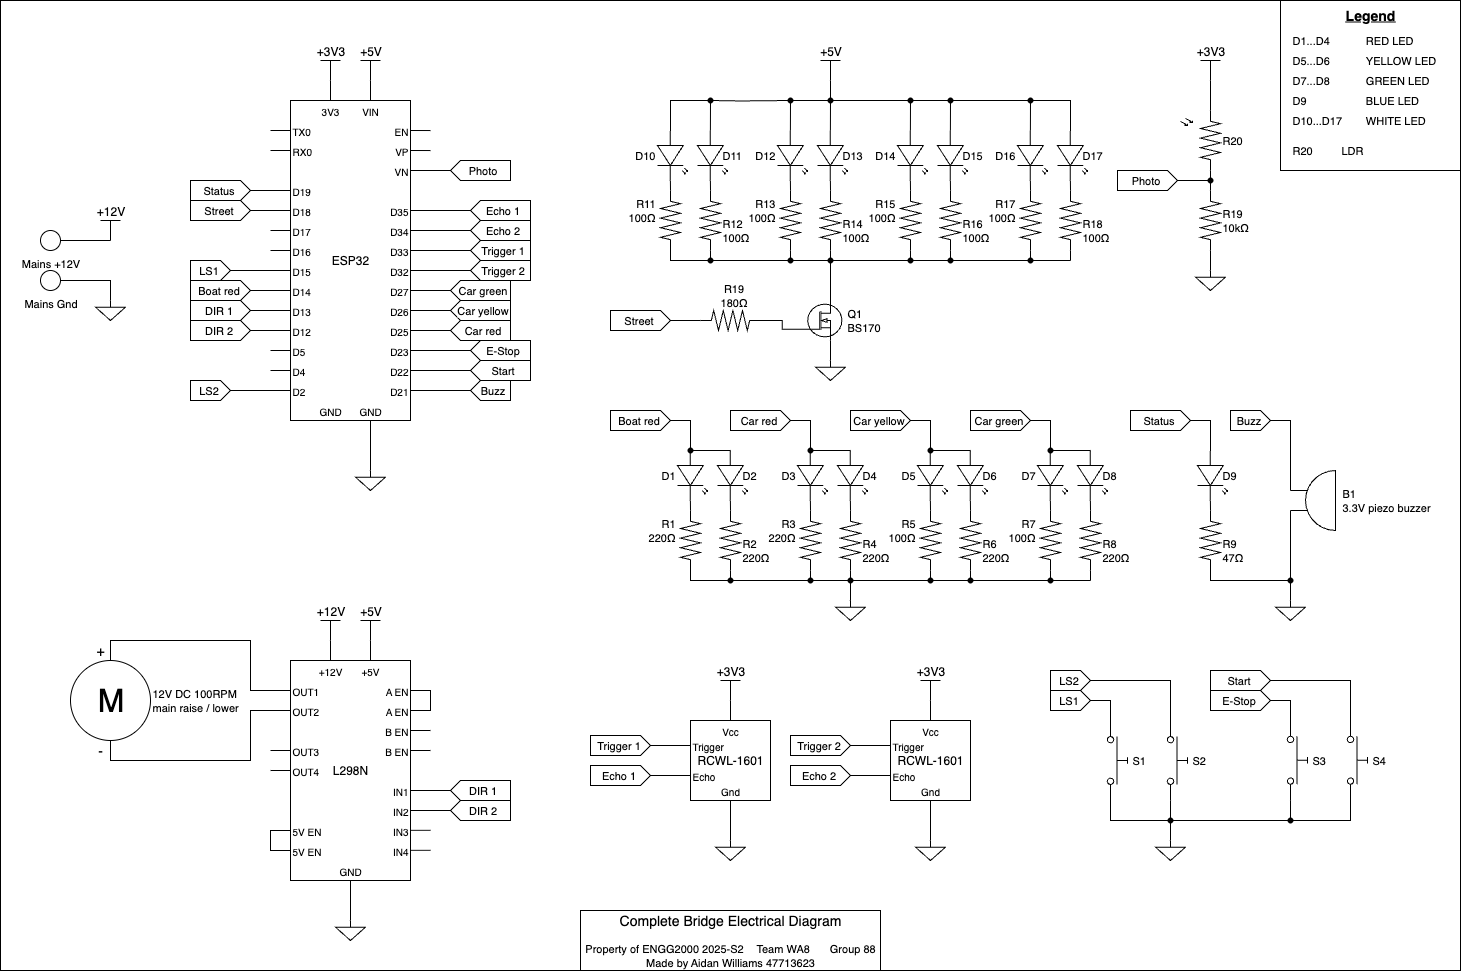 Legend
D1...D4 RED LED
D5...D6 YELLOW LED
D7...D8 GREEN LED
D9 BLUE LED
D10...D17 WHITE LED
R20 LDR
+3V3 +5V
3V3 VIN
TX0 EN
RX0 VP
VN Photo
Status D19
Street D18 D35 Echo 1
D17 D34 Echo 2
D16 D33 Trigger 1
ESP32
LS1 D15 D32 Trigger 2
Boat red D14 D27 Car green
DIR 1 D13 D26 Car yellow
DIR 2 D12 D25 Car red
D5 D23 E-Stop
D4 D22 Start
LS2 D2 D21 Buzz
GND GND
+12V
Mains +12V
Mains Gnd
+5V
D10 D11 D12 D13 D14 D15 D16 D17
R11
100Ω
R12
100Ω
R13
100Ω
R14
100Ω
R15
100Ω
R16
100Ω
R17
100Ω
R18
100Ω
R19
180Ω
Street
Q1
BS170
+3V3
R20
Photo
R19
10kΩ
Boat red Car red Car yellow Car green Status Buzz
D1 D2 D3 D4 D5 D6 D7 D8 D9
R1
220Ω
R2
220Ω
R3
220Ω
R4
220Ω
R5
100Ω
R6
220Ω
R7
100Ω
R8
220Ω
R9
47Ω
B1
3.3V piezo buzzer
+12V +5V
+12V +5V
+
M
-
12V DC 100RPM
main raise / lower
OUT1 A EN
OUT2 A EN
B EN
OUT3 B EN
OUT4 L298N
IN1 DIR 1
IN2 DIR 2
5V EN IN3
5V EN IN4
GND
+3V3
Vcc
Trigger 1 Trigger
RCWL-1601
Echo 1 Echo
Gnd
+3V3
Vcc
Trigger 2 Trigger
RCWL-1601
Echo 2 Echo
Gnd
LS2 Start
LS1 E-Stop
S1 S2 S3 S4
Complete Bridge Electrical Diagram
Property of ENGG2000 2025-S2 Team WA8 Group 88
Made by Aidan Williams 47713623